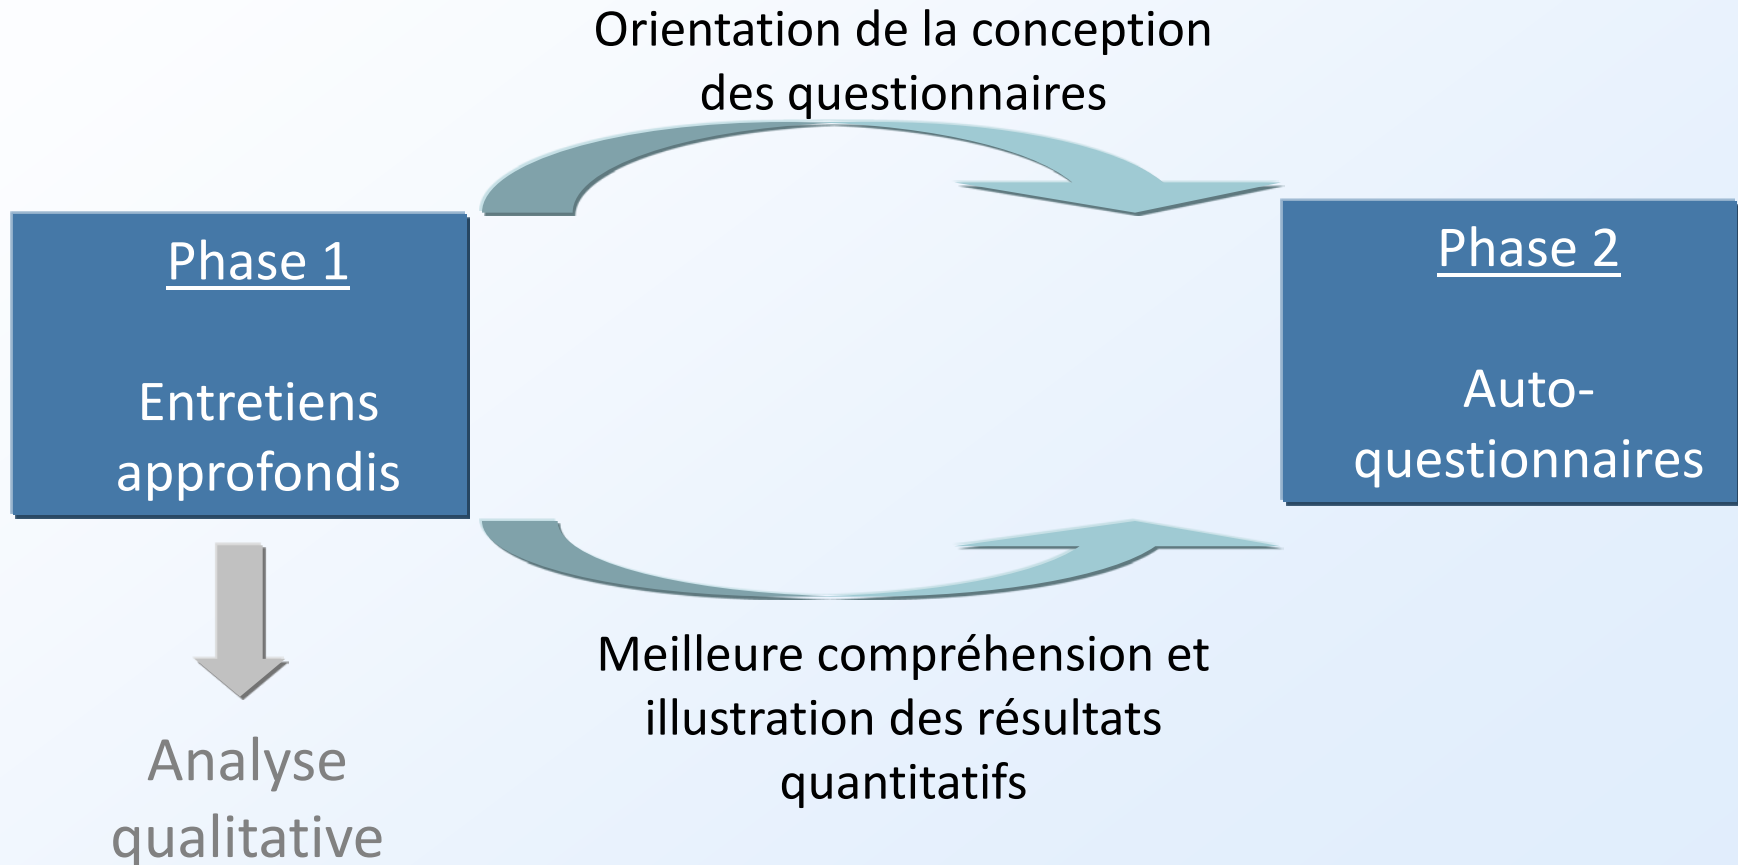 Orientation de la conception
des questionnaires
Phase 1
Entretiens
approfondis
Phase 2
Auto-
questionnaires
Meilleure compréhension et
illustration des résultats
quantitatifs
Analyse
qualitative